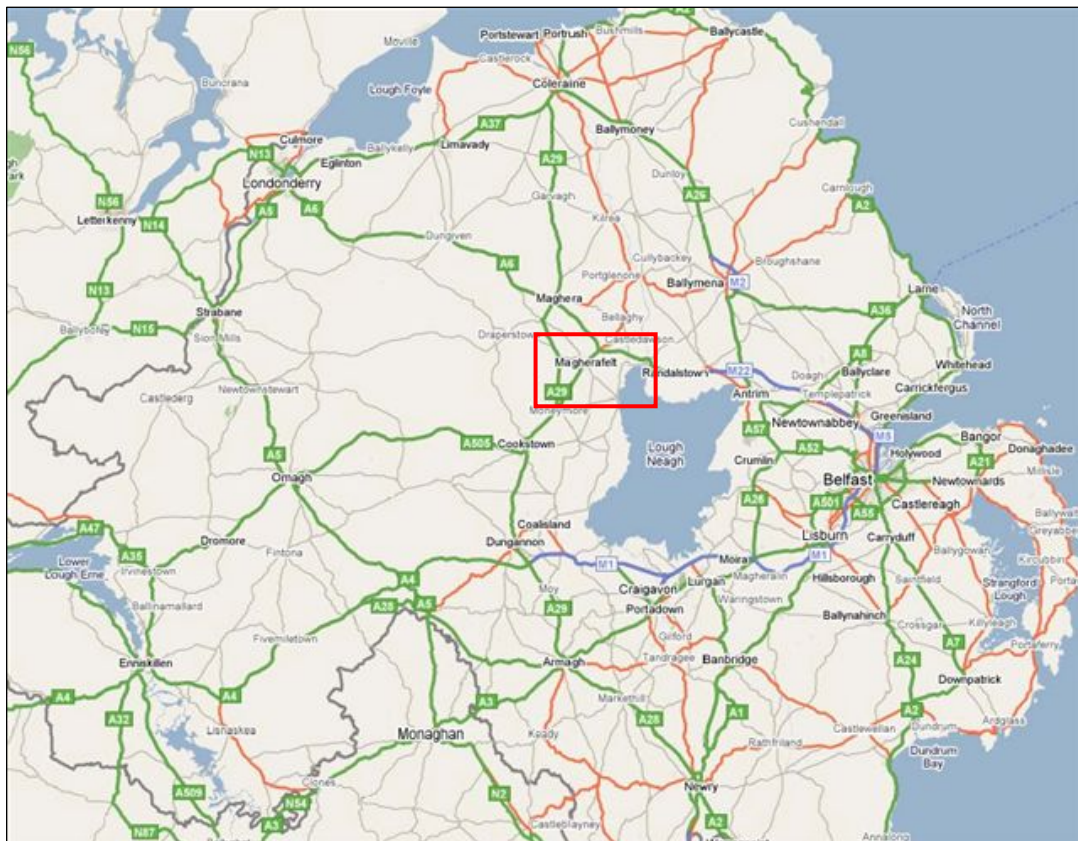 A2
N56
Portstewart
Portrush
Bushmills
Ballycastle
Moville
Castlerock
Buncrana
Lough Foyle
Coleraine
Cushendall
A37
Ballymoney
Limavady
Culmore
Ballykelly
A29
N13
Eglinton
Londonderry
Dunloy
Garvagh
A26
Carnlough
N56
A2
Letterkenny
N14
A5
A6
Kilrea
Dungiven
Cullybackey
Broughshane
A6
Portglenone
Ballymena
M2
N13
Maghera
Larne
Strabane
North
Channel
A36
Bellaghy
Ballybofey
N15
Sion Mills
Draperstown
Castledawson
A8
Whitehead
Magherafelt
Randalstown
M22
Doagh
Ballyclare
Newtownstewart
Carrickfergus
Castlederg
A29
Antrim
Templepatrick
Moneymore
Greenisland
Newtownabbey
A57
M5
Bangor
A505
Cookstown
Lough
Neagh
A52
Holywood
Donaghadee
A5
Crumlin
A21
Millisle
Omagh
Belfast
Newtownards
A26
A501
Castlereagh
A55
Coalisland
A47
Lisburn
Dromore
Dungannon
Carryduff
A35
Lower
Lough Erne
Fintona
Moira
M1
Ballygowan
M1
Irvinestown
Moy
Lurgan
Magheralin
Hillsborough
A4
Craigavon
Saintfield
Strangford
Lough
Waringstown
Ballinamallard
A28
A5
A29
Portadown
Ballynahinch
Killyleagh
Crossgar
Fivemiletown
Gilford
Portaferry
Enniskillen
Armagh
Tandragee
Banbridge
A7
A24
Downpatrick
A4
A4
Markethill
A3
A32
A28
A1
A2
Lisnaskea
Monaghan
Keady
Castlewellan
Dundrum
Ardglass
Rathfriland
Dundrum
Bay
Clones
Newry
A509
N54
N2
A3
Castleblayney
A2
N87
Annalong